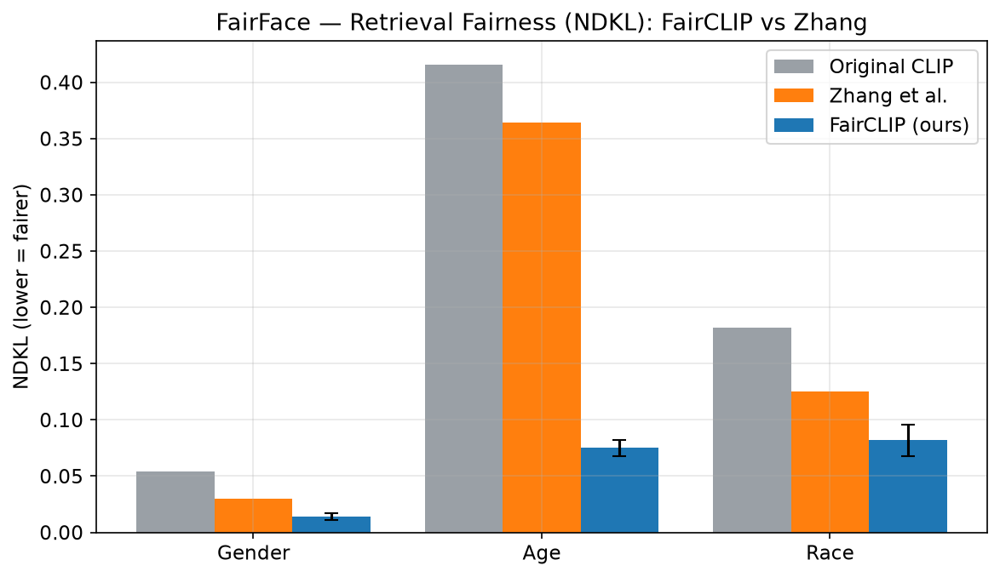 FairFace — Retrieval Fairness (NDKL): FairCLIP vs Zhang
Original CLIP
Zhang et al.
FairCLIP (ours)
NDKL (lower = fairer)
0.40
0.35
0.30
0.25
0.20
0.15
0.10
0.05
0.00
Gender
Age
Race